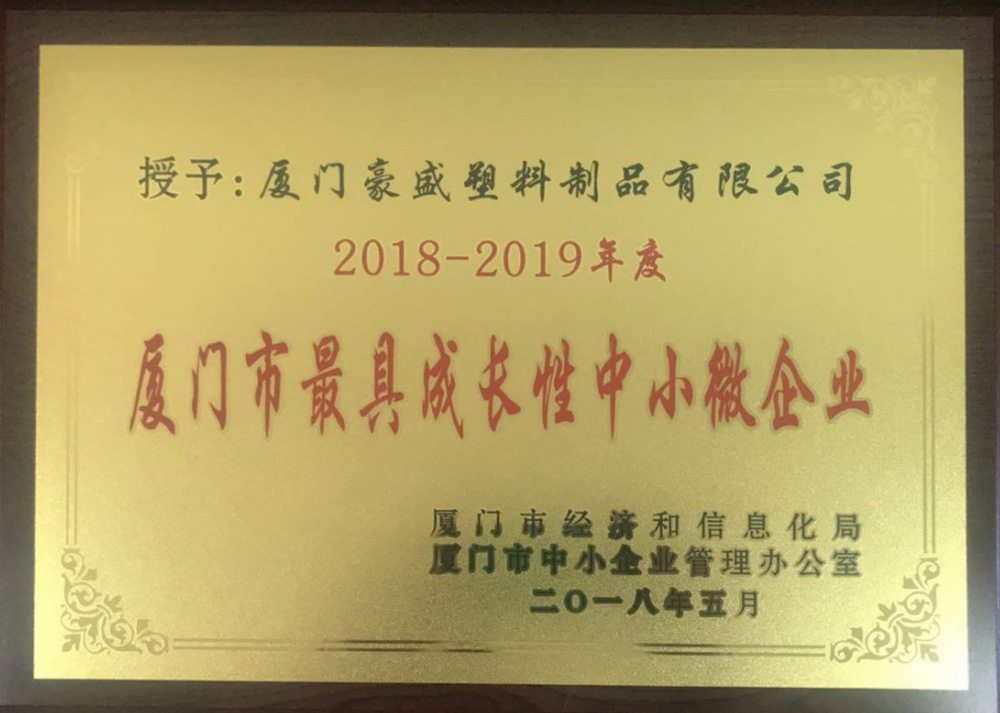 授予:厦门豪盛塑料制品有限公司
2018-2019年度
厦门市最具成长性中小微企业
厦门市经济和信息化局
厦门市中小企业管理办公室
二〇一八年五月